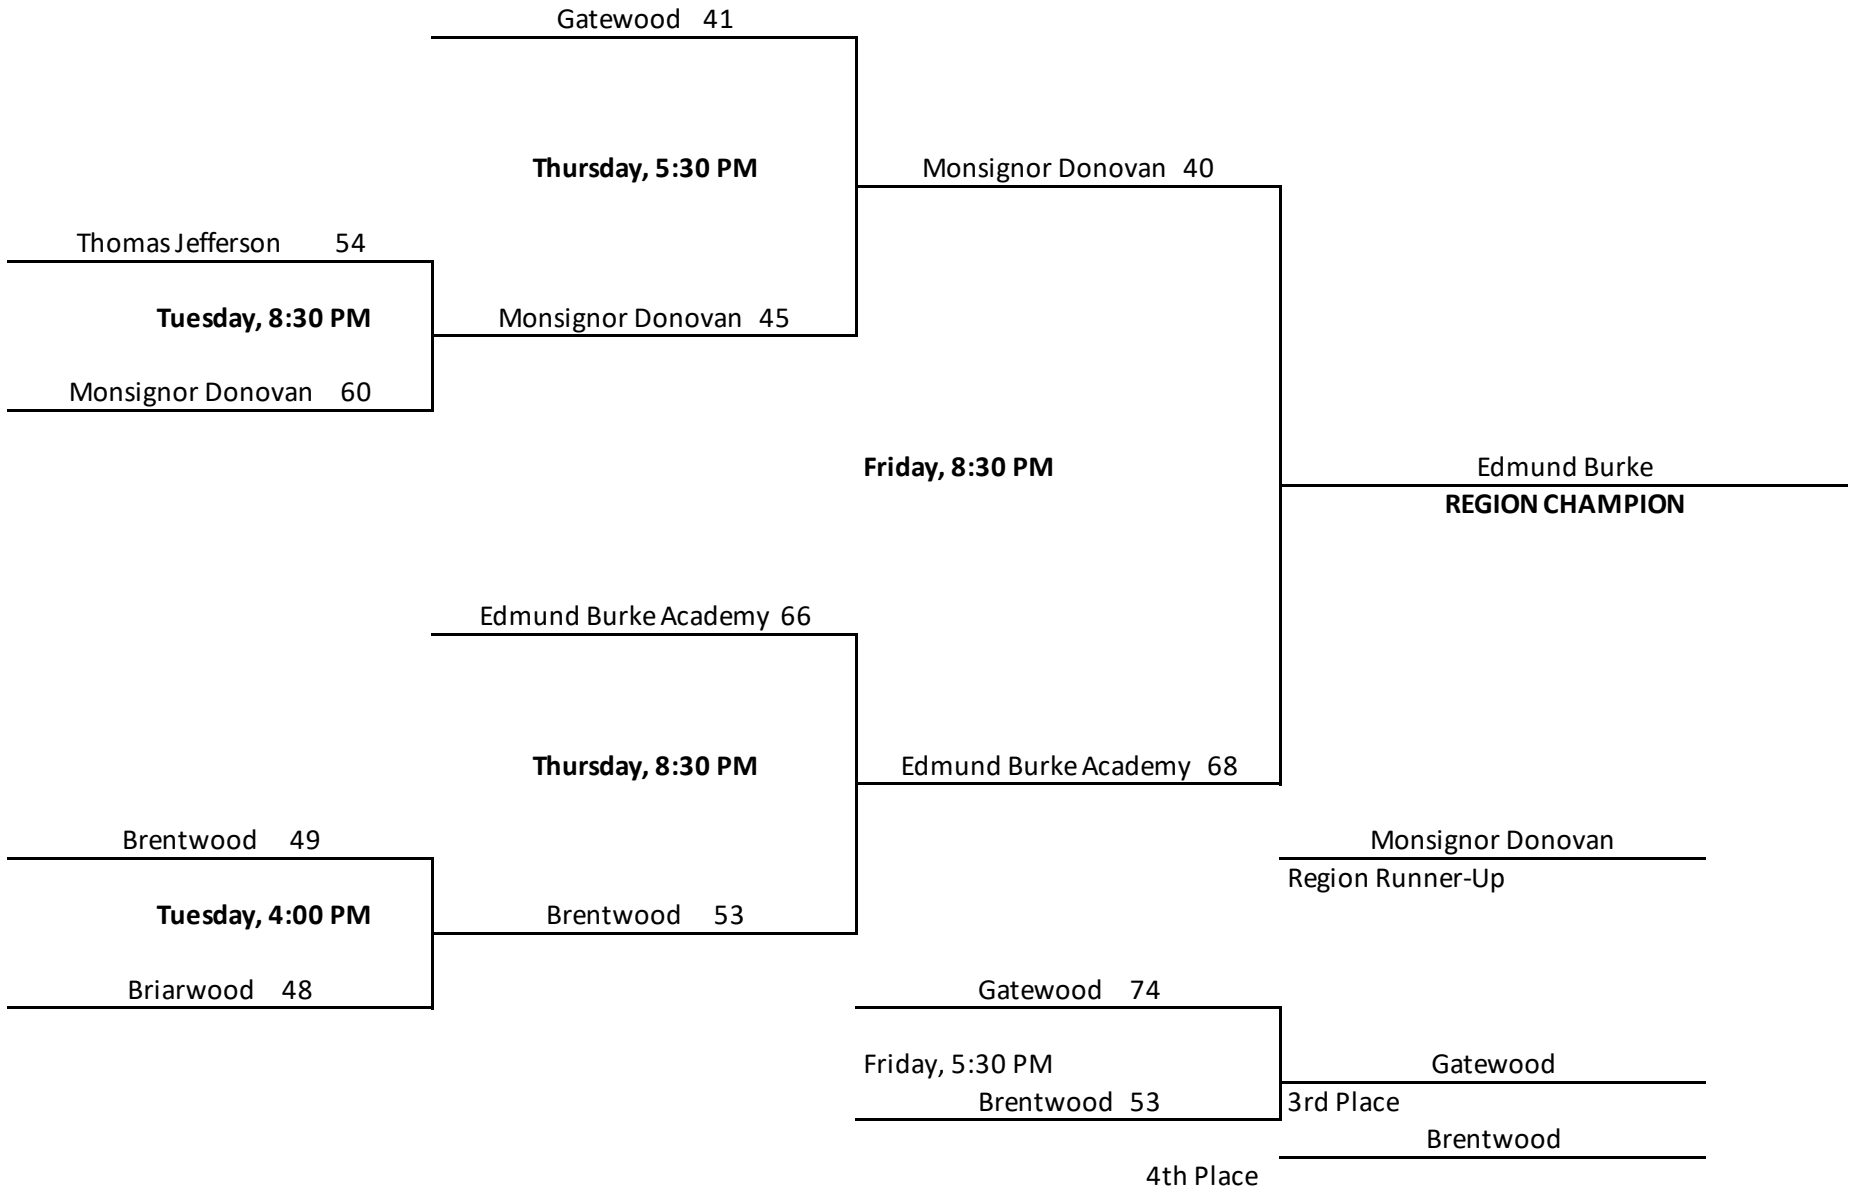 Gatewood 41
Thursday, 5:30 PM
Monsignor Donovan 40
Thomas Jefferson 54
Tuesday, 8:30 PM
Monsignor Donovan 45
Monsignor Donovan 60
Friday, 8:30 PM
Edmund Burke
REGION CHAMPION
Edmund Burke Academy 66
Thursday, 8:30 PM
Edmund Burke Academy 68
Brentwood 49
Monsignor Donovan
Region Runner-Up
Tuesday, 4:00 PM
Brentwood 53
Briarwood 48
Gatewood 74
Friday, 5:30 PM
Gatewood
Brentwood 53
3rd Place
Brentwood
4th Place